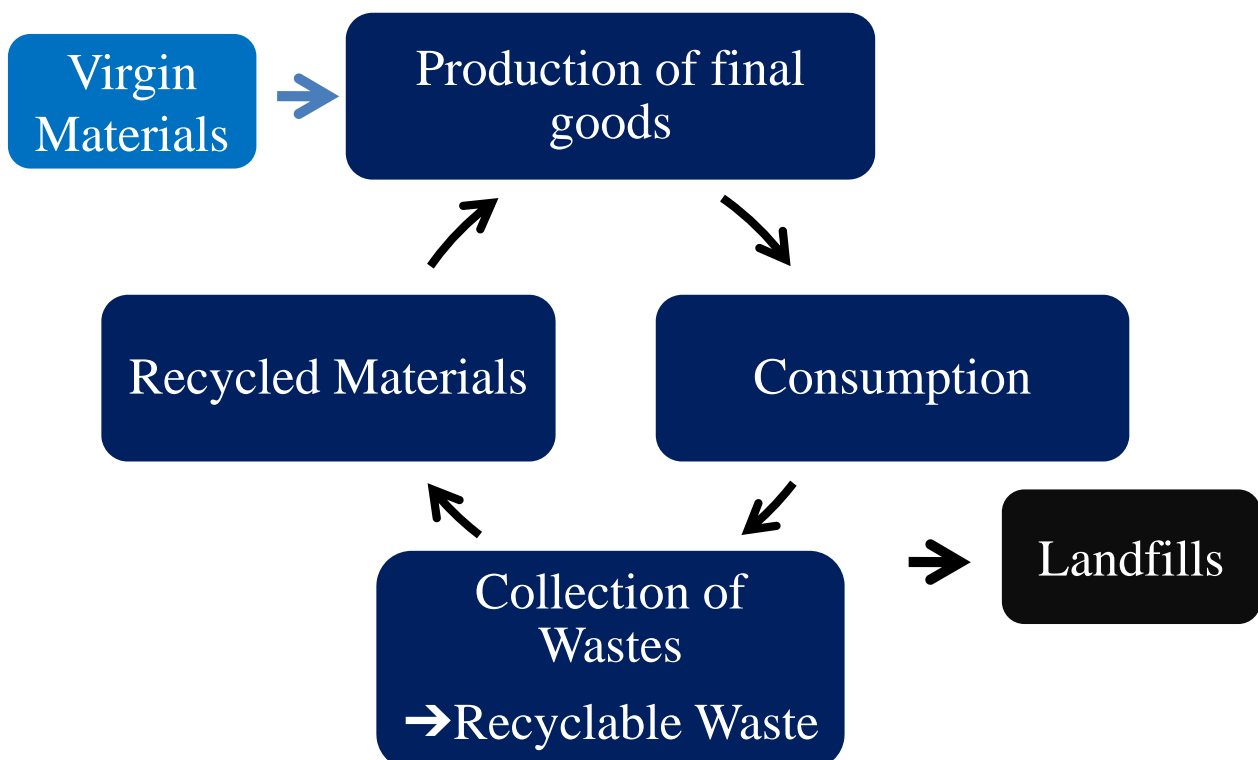 Virgin
Materials
Production of final
goods
Recycled Materials
Consumption
Landfills
Collection of
Wastes
➔Recyclable Waste